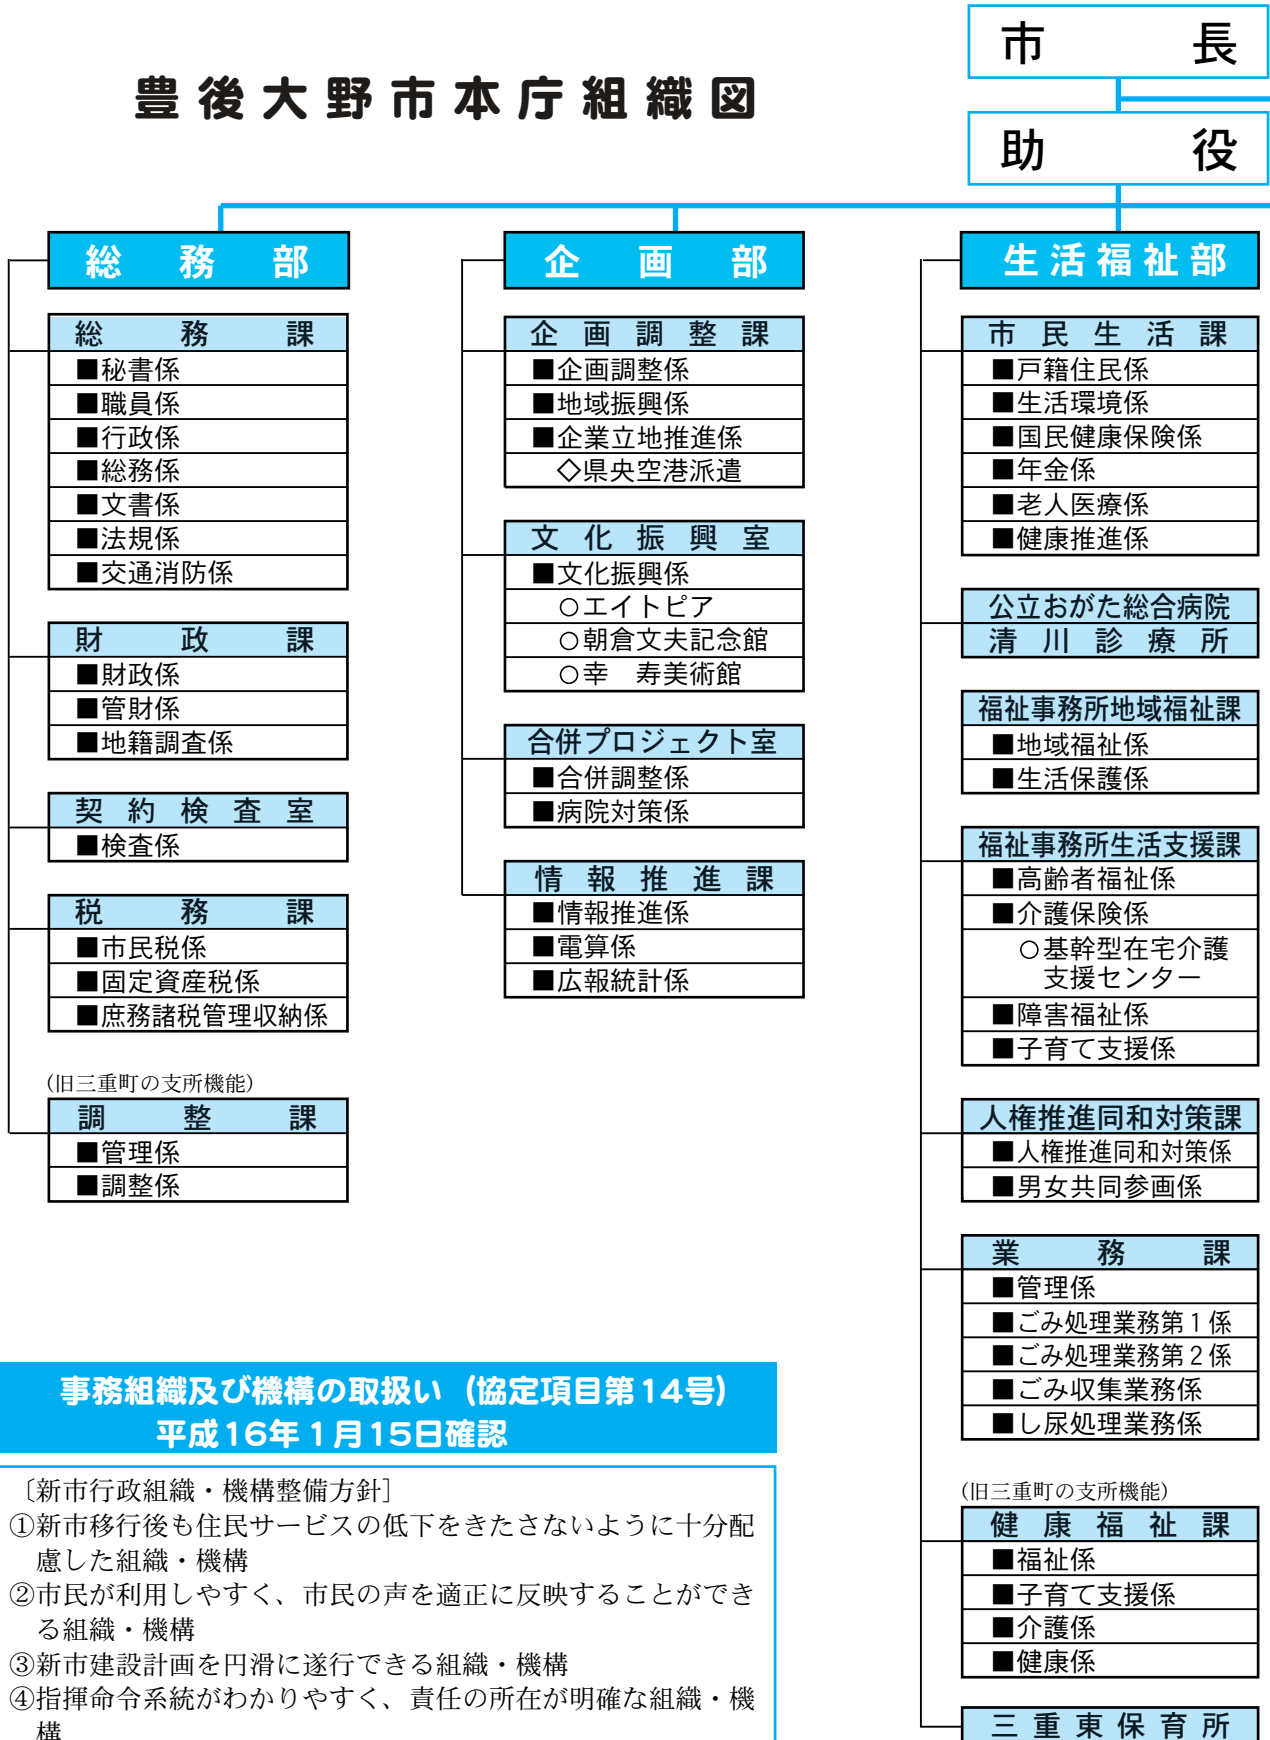 豊後大野市本庁組織図
市長
助役
総務部
総務課
■秘書係
■職員係
■行政係
■総務係
■文書係
■法規係
■交通消防係
財政課
■財政係
■管財係
■地籍調査係
契約検査室
■検査係
税務課
■市民税係
■固定資産税係
■庶務諸税管理収納係
(旧三重町の支所機能)
調整課
■管理係
■調整係
企画部
企画調整課
■企画調整係
■地域振興係
■企業立地推進係
◇県央空港派遣
文化振興室
■文化振興係
○エイトピア
○朝倉文夫記念館
○幸　寿美術館
合併プロジェクト室
■合併調整係
■病院対策係
情報推進課
■情報推進係
■電算係
■広報統計係
生活福祉部
市民生活課
■戸籍住民係
■生活環境係
■国民健康保険係
■年金係
■老人医療係
■健康推進係
公立おがた総合病院
清川診療所
福祉事務所地域福祉課
■地域福祉係
■生活保護係
福祉事務所生活支援課
■高齢者福祉係
■介護保険係
○基幹型在宅介護
支援センター
■障害福祉係
■子育て支援係
人権推進同和対策課
■人権推進同和対策係
■男女共同参画係
業務課
■管理係
■ごみ処理業務第１係
■ごみ処理業務第２係
■ごみ収集業務係
■し尿処理業務係
(旧三重町の支所機能)
健康福祉課
■福祉係
■子育て支援係
■介護係
■健康係
三重東保育所
事務組織及び機構の取扱い（協定項目第14号）
平成16年１月15日確認
〔新市行政組織・機構整備方針〕
①新市移行後も住民サービスの低下をきたさないように十分配
慮した組織・機構
②市民が利用しやすく、市民の声を適正に反映することができ
る組織・機構
③新市建設計画を円滑に遂行できる組織・機構
④指揮命令系統がわかりやすく、責任の所在が明確な組織・機
構